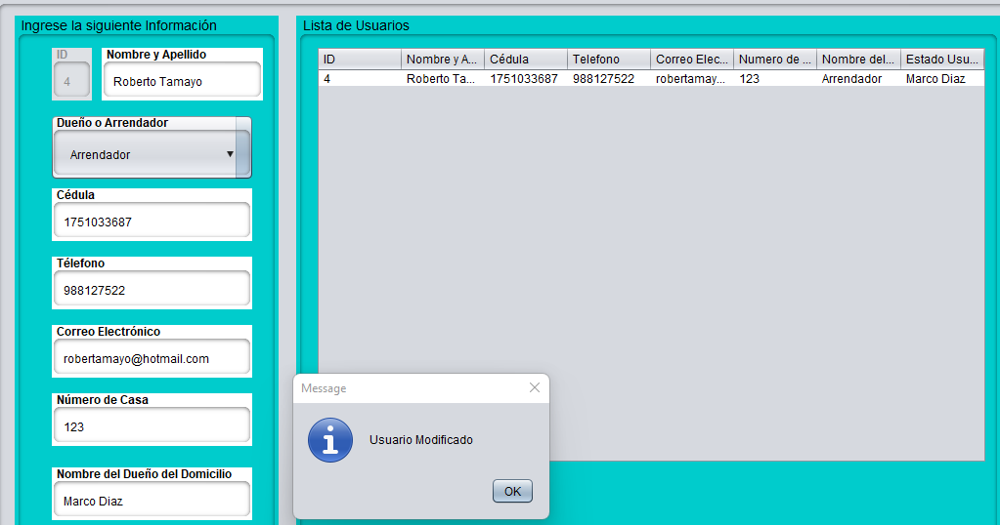 Ingrese la siguiente Información
ID
4
Nombre y Apellido
Roberto Tamayo
Dueño o Arrendador
Arrendador
Cédula
1751033687
Télefono
988127522
Correo Electrónico
robertamayo@hotmail.com
Número de Casa
123
Nombre del Dueño del Domicilio
Marco Diaz
Lista de Usuarios
ID Nombre y A... Cédula Telefono Correo Elec... Numero de ... Nombre del... Estado Usu...
4 Roberto Ta... 1751033687 988127522 robertamay... 123 Arrendador Marco Diaz
Message
Usuario Modificado
OK